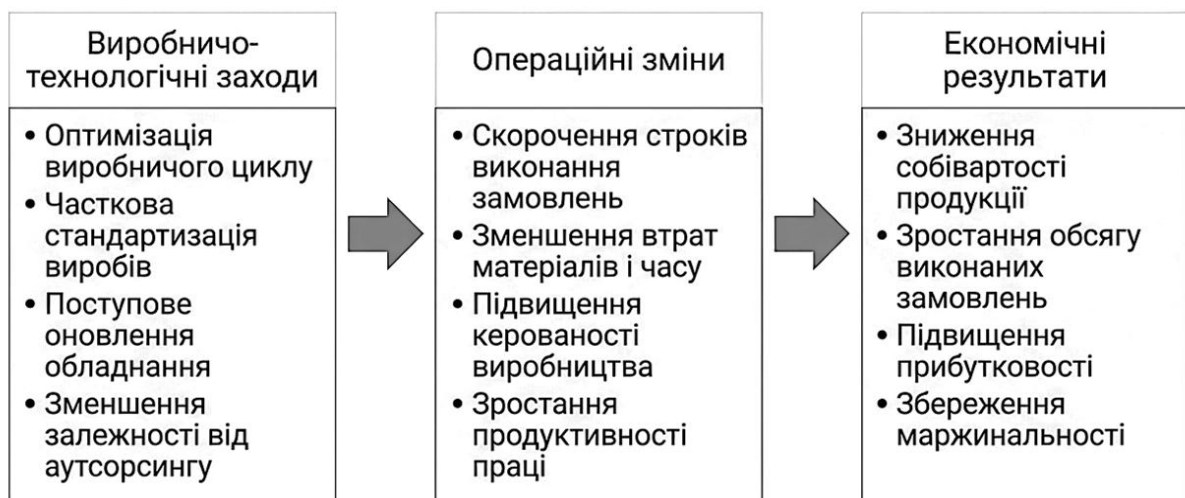 Виробничо-
технологічні заходи
• Оптимізація
виробничого циклу
• Часткова
стандартизація
виробів
• Поступове
оновлення
обладнання
• Зменшення
залежності від
аутсорсингу
Операційні зміни
• Скорочення строків
виконання
замовлень
• Зменшення втрат
матеріалів і часу
• Підвищення
керованості
виробництва
• Зростання
продуктивності
праці
Економічні
результати
• Зниження
собівартості
продукції
• Зростання обсягу
виконаних
замовлень
• Підвищення
прибутковості
• Збереження
маржинальності